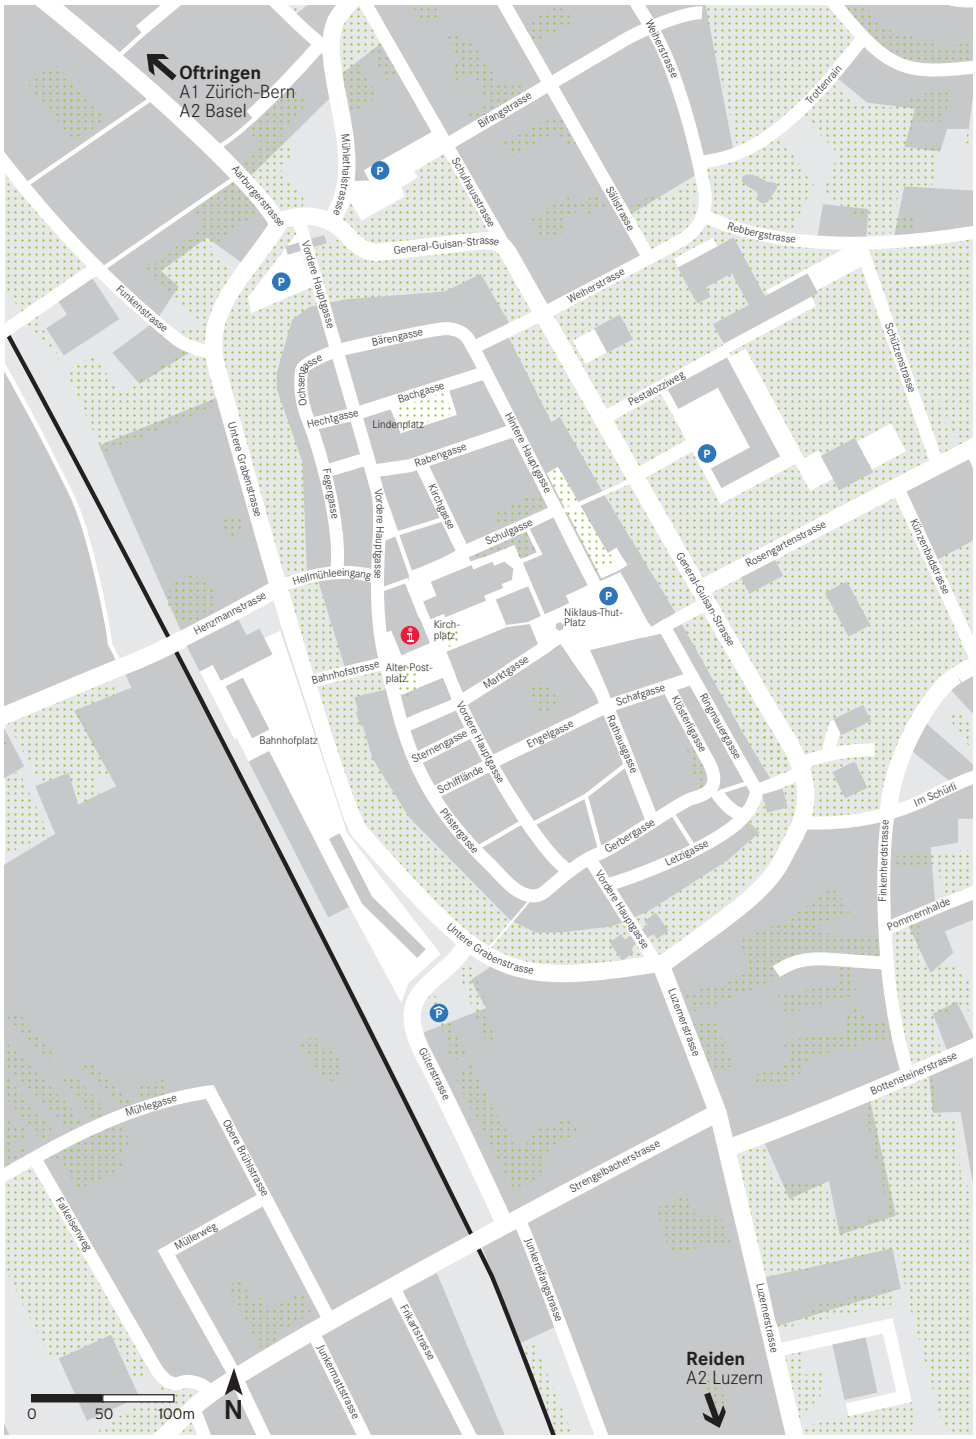 Oftringen
A1 Zürich-Bern
A2 Basel
Weiherstrasse
Trottenrain
Bifangstrasse
P
Mühlethalstrasse
Schulhausstrasse
Aarburgerstrasse
Sälistrasse
Rebbergstrasse
General-Guisan-Strasse
Vordere Hauptgasse
P
Weiherstrasse
Funkenstrasse
Bärengasse
Schützenstrasse
Ochsengasse
Pestalozziweg
Bachgasse
Hechtgasse
Lindenplatz
Hintere Hauptgasse
Untere Grabenstrasse
Rabengasse
P
Fegergasse
Kirchgasse
Vordere Hauptgasse
Schulgasse
Rosengartenstrasse
Künzenbadstrasse
Hellmühleeingang
General-Guisan-Strasse
P
Henzmannstrasse
Niklaus-Thut-
Platz
Kirch-
platz
i
Bahnhofstrasse
Alter-Post-
platz
Marktgasse
Schafgasse
Klösterligasse
Ringmauergasse
Vordere Hauptgasse
Rathausgasse
Engelgasse
Sternengasse
Bahnhofplatz
Schifflände
Im Schürli
Pfistergasse
Gerbergasse
Letzigasse
Finkenherdstrasse
Vordere Hauptgasse
Pommernhalde
Untere Grabenstrasse
P
Luzernerstrasse
Güterstrasse
Bottensteinerstrasse
Mühlegasse
Obere Brühlstrasse
Strengelbacherstrasse
Falkeisenweg
Müllerweg
Junkerbifangstrasse
Luzernerstrasse
Frikartstrasse
Junkermattstrasse
Reiden
A2 Luzern
0 50 100m
N